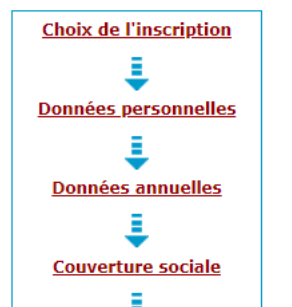 Choix de l'inscription
Données personnelles
Données annuelles
Couverture sociale